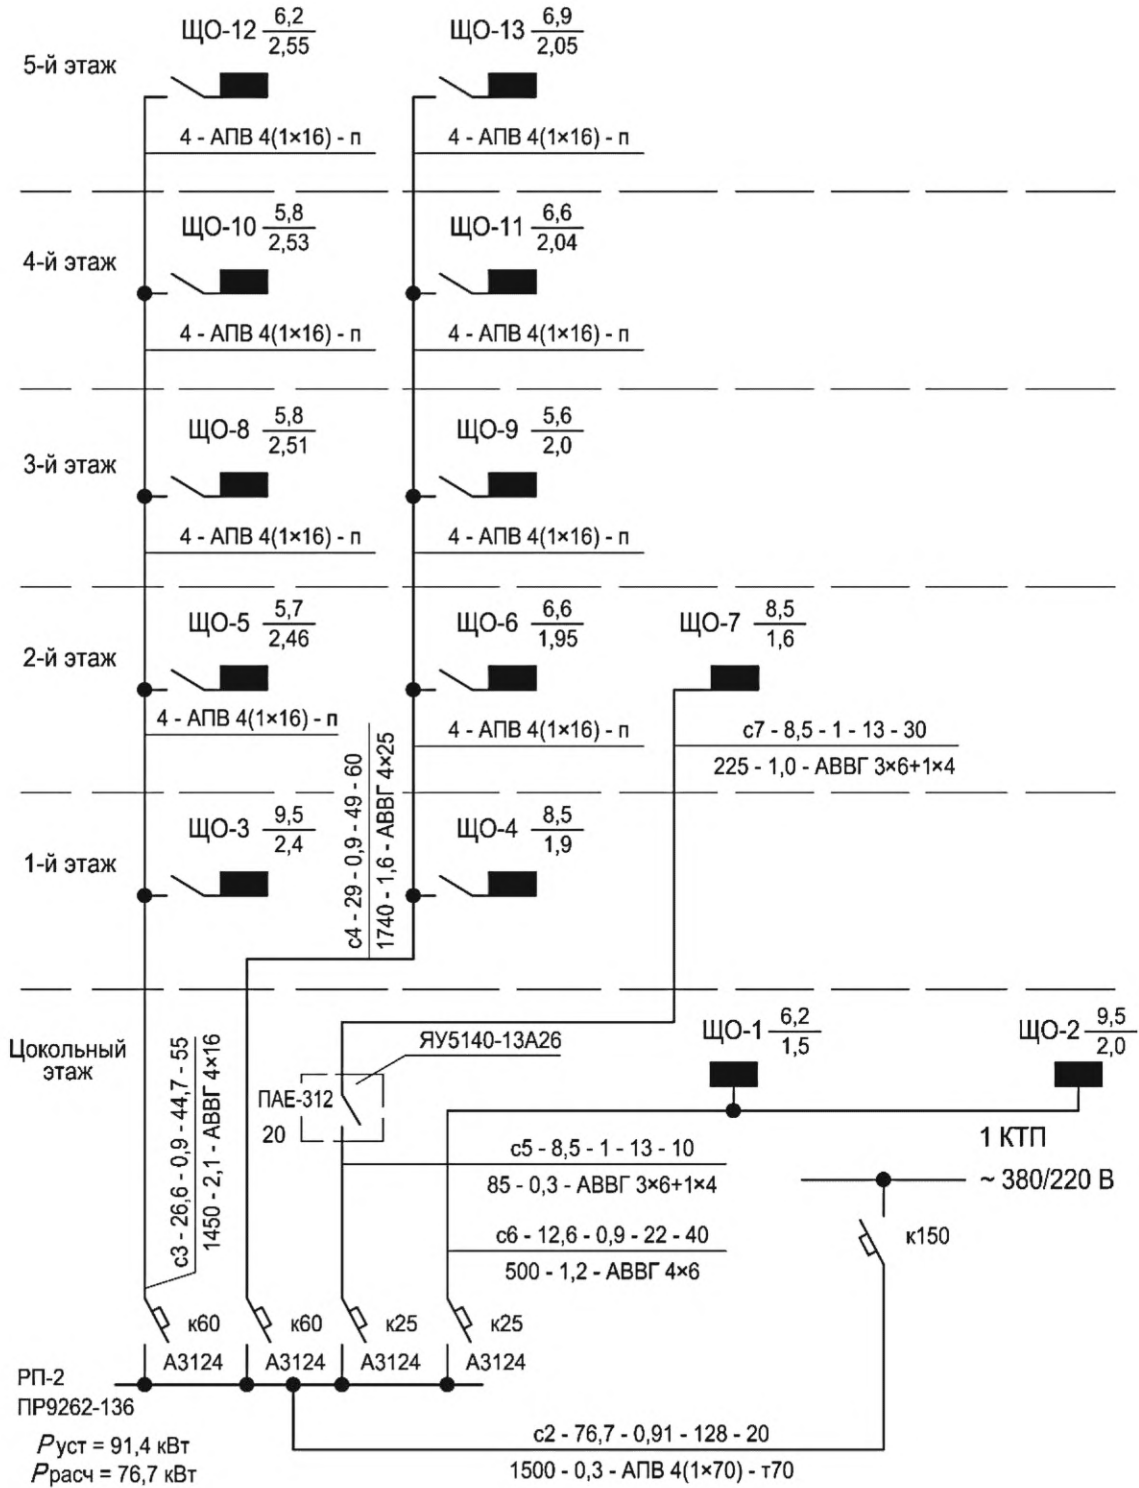 ЩО-12 6,2
2,55
ЩО-13 6,9
2,05
5-й этаж
4 - АПВ 4(1×16) - п
4 - АПВ 4(1×16) - п
ЩО-10 5,8
2,53
ЩО-11 6,6
2,04
4-й этаж
4 - АПВ 4(1×16) - п
4 - АПВ 4(1×16) - п
ЩО-8 5,8
2,51
ЩО-9 5,6
2,0
3-й этаж
4 - АПВ 4(1×16) - п
4 - АПВ 4(1×16) - п
ЩО-5 5,7
2,46
ЩО-6 6,6
1,95
ЩО-7 8,5
1,6
2-й этаж
4 - АПВ 4(1×16) - п
4 - АПВ 4(1×16) - п
с7 - 8,5 - 1 - 13 - 30
225 - 1,0 - АВВГ 3×6+1×4
с4 - 29 - 0,9 - 49 - 60
1740 - 1,6 - АВВГ 4×25
ЩО-3 9,5
2,4
ЩО-4 8,5
1,9
1-й этаж
Цокольный
этаж
ЯУ5140-13А26
ЩО-1 6,2
1,5
ЩО-2 9,5
2,0
ПАЕ-312
20
с3 - 26,6 - 0,9 - 44,7 - 55
1450 - 2,1 - АВВГ 4×16
с5 - 8,5 - 1 - 13 - 10
85 - 0,3 - АВВГ 3×6+1×4
1 КТП
~ 380/220 В
с6 - 12,6 - 0,9 - 22 - 40
500 - 1,2 - АВВГ 4×6
к150
к60
к60
к25
к25
А3124
А3124
А3124
А3124
РП-2
ПР9262-136
Pуст = 91,4 кВт
Pрасч = 76,7 кВт
с2 - 76,7 - 0,91 - 128 - 20
1500 - 0,3 - АПВ 4(1×70) - т70